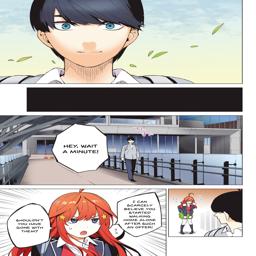 HEY, WAIT
A MINUTE!
I CAN
SCARCELY
BELIEVE YOU
STARTED
WALKING
HOME ALONE
AFTER SUCH
AN OFFER!
SHOULDN'T
YOU HAVE
GONE WITH
THEM?